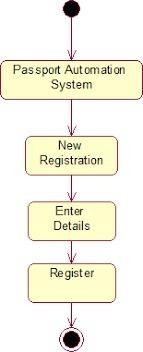 Passport Automation
System
New
Registration
Enter
Details
Register